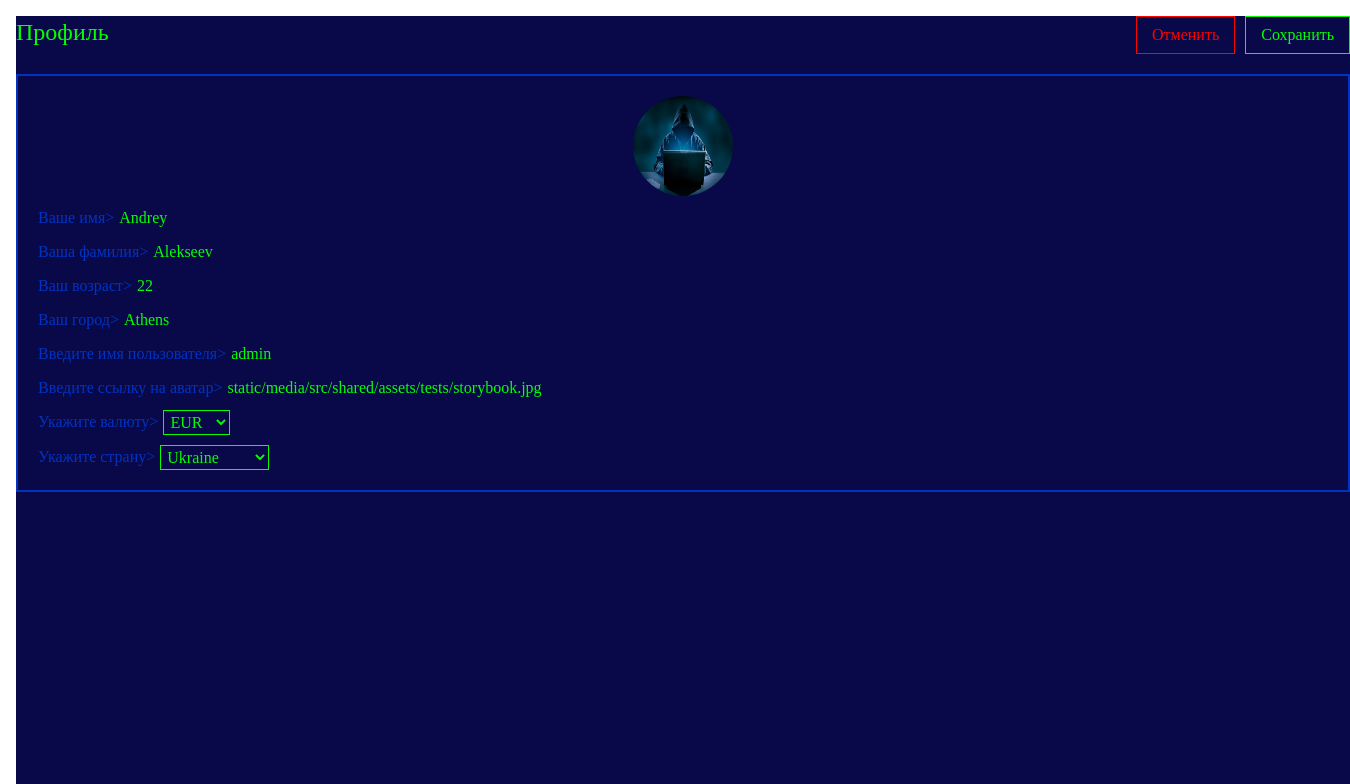 Профиль
Отменить Сохранить
Ваше имя> Andrey
Ваша фамилия> Alekseev
Ваш возраст> 22
Ваш город> Athens
Введите имя пользователя> admin
Введите ссылку на аватар> static/media/src/shared/assets/tests/storybook.jpg
Укажите валюту> EUR
Укажите страну> Ukraine